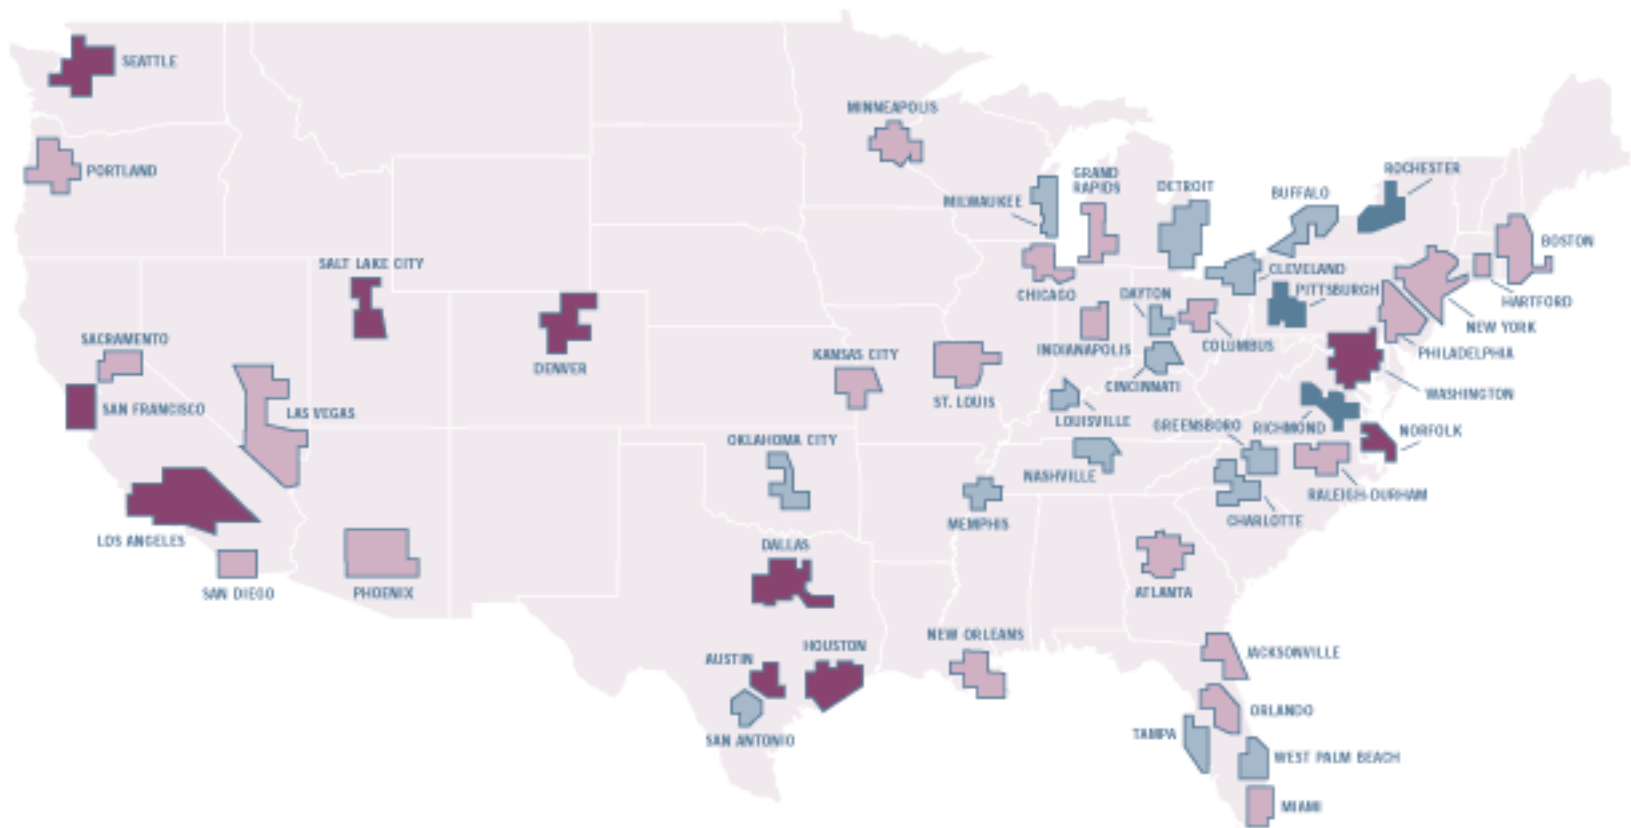 SEATTLE
MINNEAPOLIS
PORTLAND
ROCHESTER
GRAND
RAPIDS
DETROIT
BUFFALO
MILWAUKEE
BOSTON
SALT LAKE CITY
CLEVELAND
PITTSBURGH
CHICAGO
DAYTON
HARTFORD
NEW YORK
SACRAMENTO
COLUMBUS
INDIANAPOLIS
KANSAS CITY
PHILADELPHIA
DENVER
CINCINNATI
WASHINGTON
ST. LOUIS
SAN FRANCISCO
LAS VEGAS
LOUISVILLE
GREENSBORO
RICHMOND
NORFOLK
OKLAHOMA CITY
NASHVILLE
RALEIGH-DURHAM
CHARLOTTE
MEMPHIS
LOS ANGELES
DALLAS
SAN DIEGO
PHOENIX
ATLANTA
NEW ORLEANS
HOUSTON
JACKSONVILLE
AUSTIN
ORLANDO
TAMPA
SAN ANTONIO
WEST PALM BEACH
MIAMI